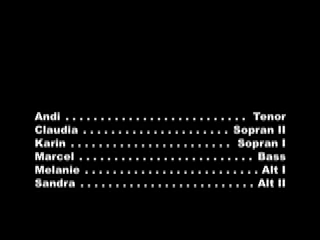 Andi . . . . . . . . . . . . . . . . . . . . . . . . . . Tenor
Claudia . . . . . . . . . . . . . . . . . . . . . Sopran II
Karin . . . . . . . . . . . . . . . . . . . . . . . . Sopran I
Marcel . . . . . . . . . . . . . . . . . . . . . . . . . Bass
Melanie . . . . . . . . . . . . . . . . . . . . . . . . . Alt I
Sandra . . . . . . . . . . . . . . . . . . . . . . . . . Alt II